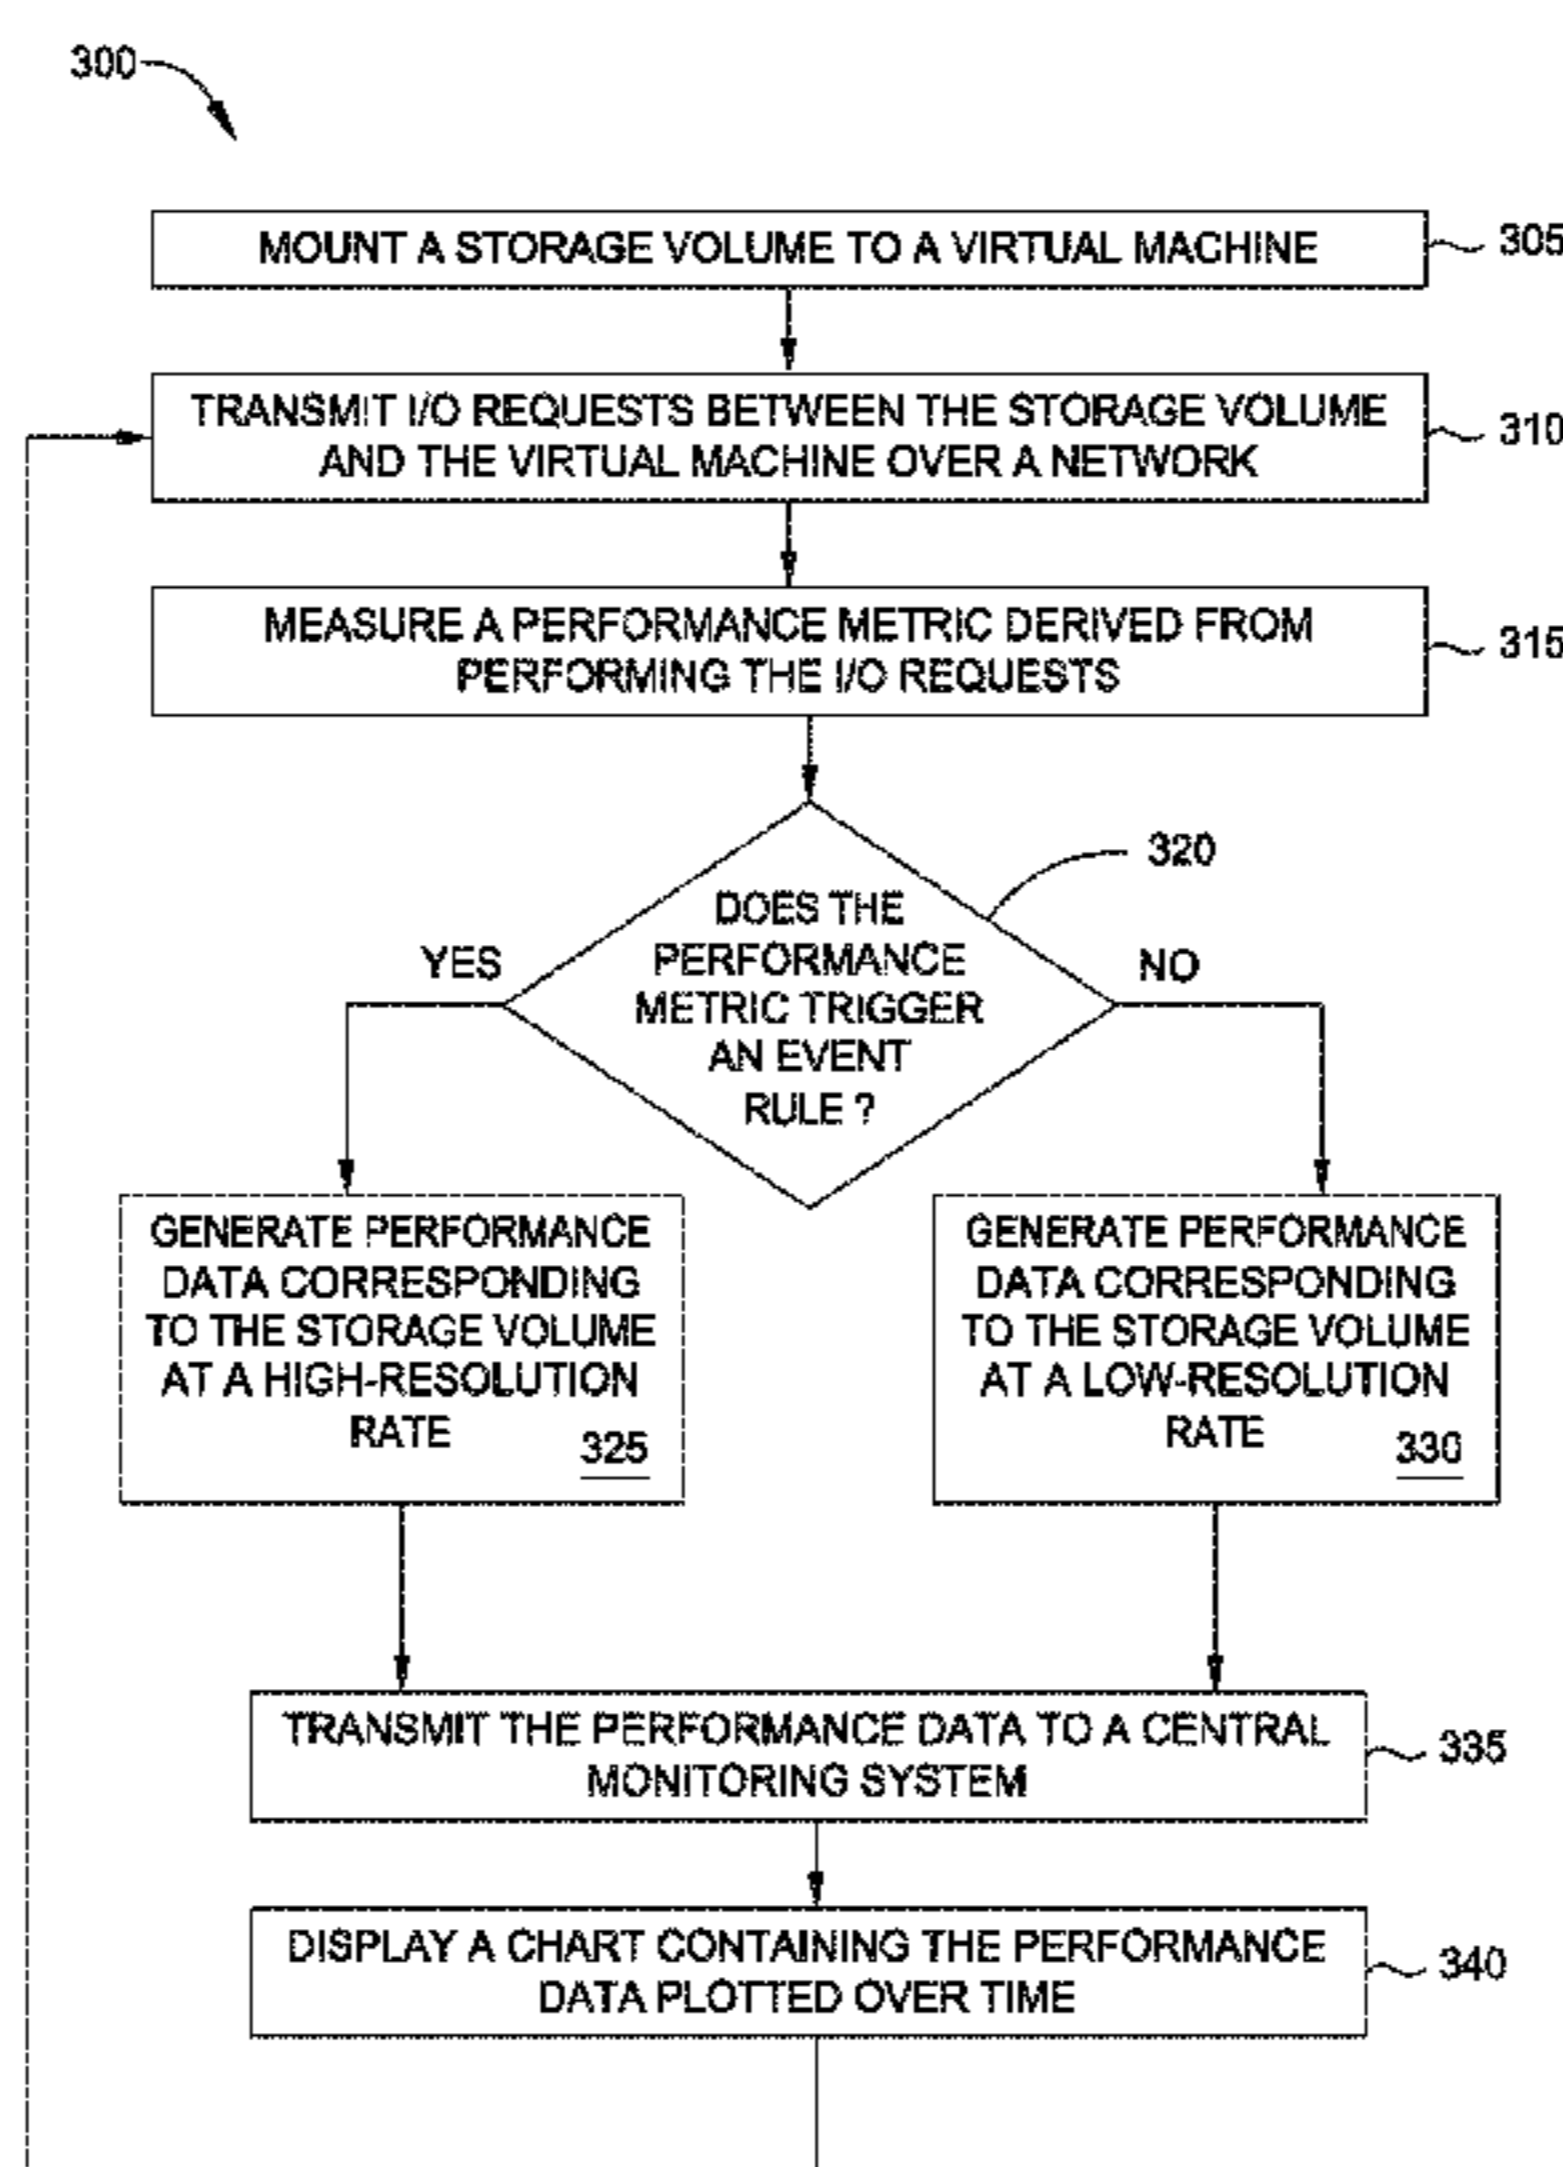 300
MOUNT A STORAGE VOLUME TO A VIRTUAL MACHINE
305
TRANSMIT I/O REQUESTS BETWEEN THE STORAGE VOLUME
AND THE VIRTUAL MACHINE OVER A NETWORK
310
MEASURE A PERFORMANCE METRIC DERIVED FROM
PERFORMING THE I/O REQUESTS
315
320
DOES THE
PERFORMANCE
METRIC TRIGGER
AN EVENT
RULE ?
YES
NO
GENERATE PERFORMANCE
DATA CORRESPONDING
TO THE STORAGE VOLUME
AT A HIGH-RESOLUTION
RATE
325
GENERATE PERFORMANCE
DATA CORRESPONDING
TO THE STORAGE VOLUME
AT A LOW-RESOLUTION
RATE
330
TRANSMIT THE PERFORMANCE DATA TO A CENTRAL
MONITORING SYSTEM
335
DISPLAY A CHART CONTAINING THE PERFORMANCE
DATA PLOTTED OVER TIME
340